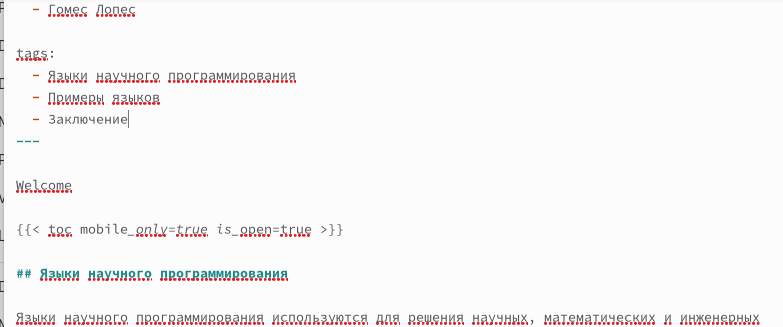 - Гомес Лопес
tags:
- Языки научного программирования
- Примеры языков
- Заключение
---
Welcome
{{< toc mobile_only=true is_open=true >}}
## Языки научного программирования
Языки научного программирования используются для решения научных, математических и инженерных